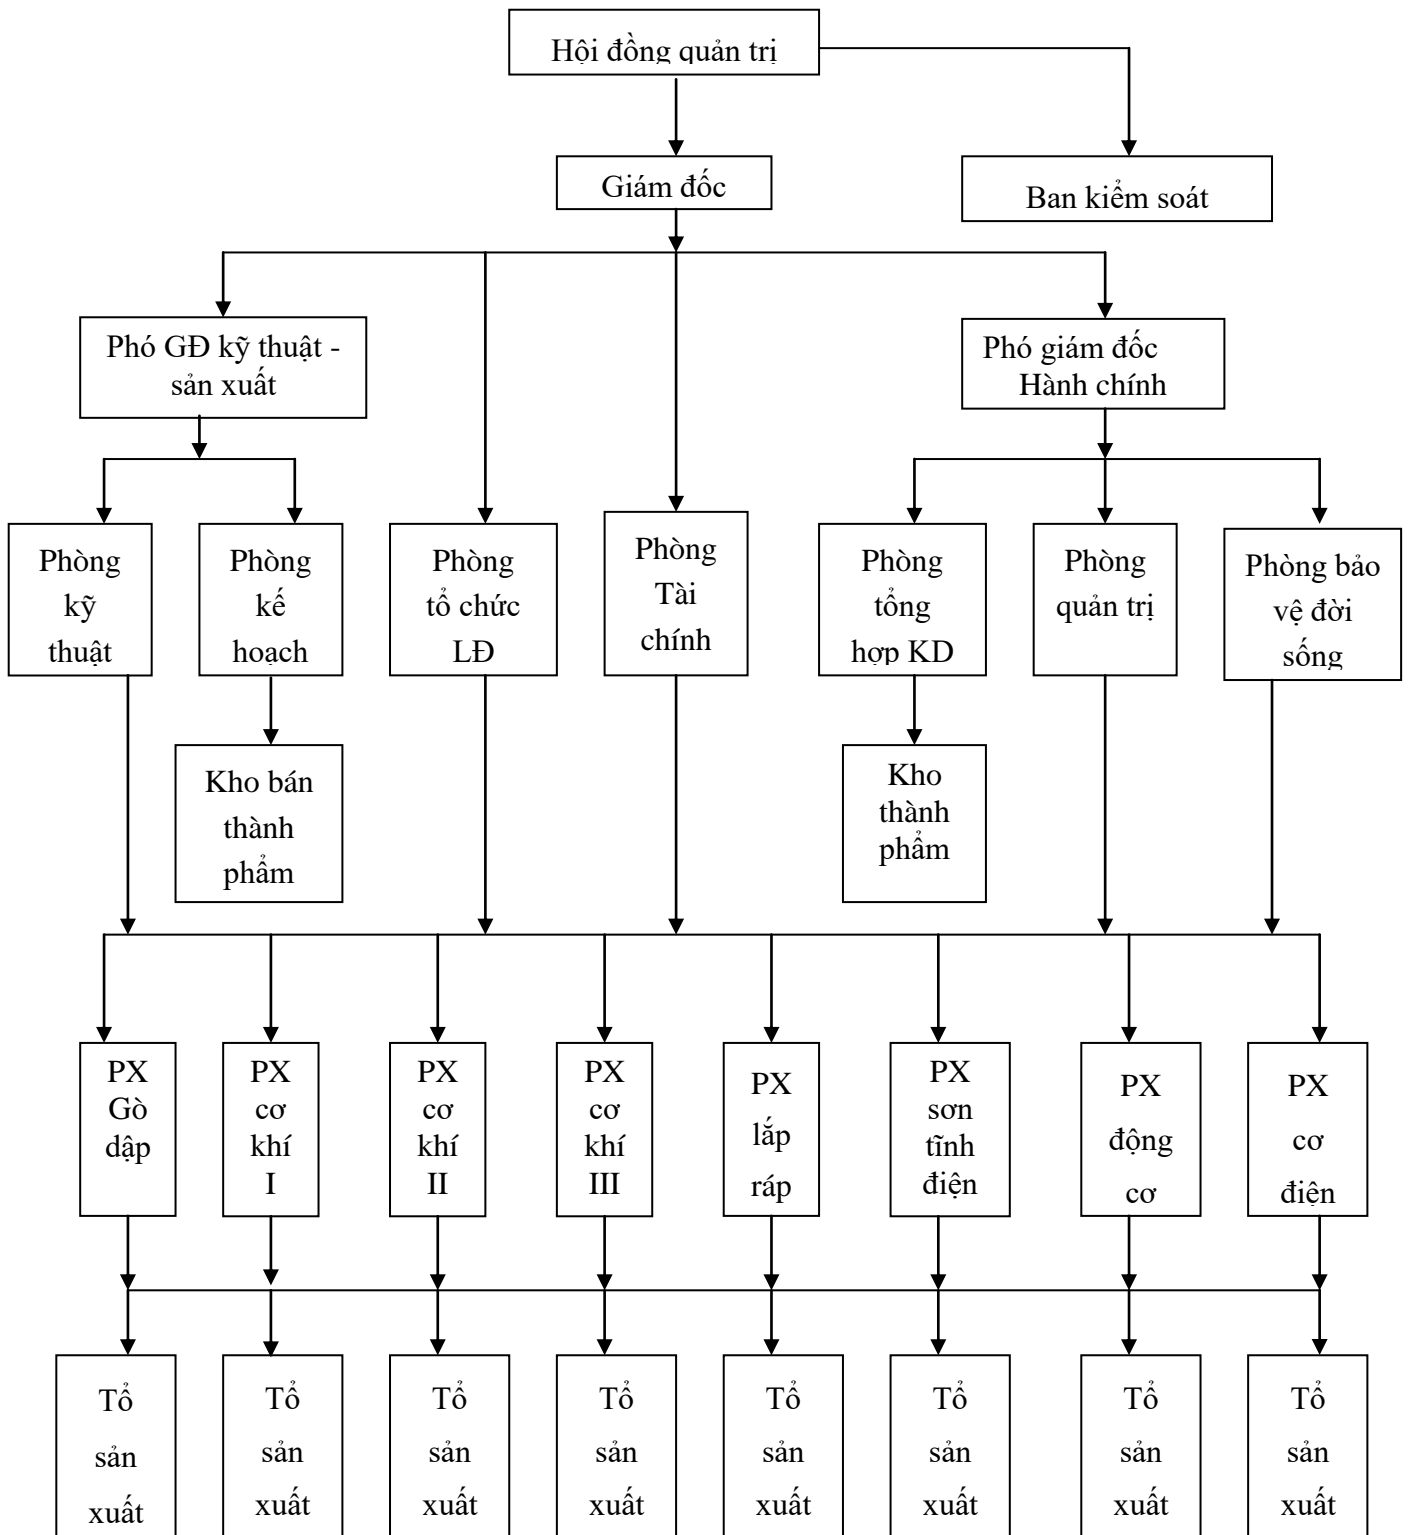 Hội đồng quản trị
Giám đốc
Ban kiểm soát
Phó GĐ kỹ thuật -
sản xuất
Phó giám đốc
Hành chính
Phòng
kỹ
thuật
Phòng
kế
hoạch
Phòng
tổ chức
LĐ
Phòng
Tài
chính
Phòng
tổng
hợp KD
Phòng
quản trị
Phòng bảo
vệ đời
sống
Kho bán
thành
phẩm
Kho
thành
phẩm
PX
Gò
dập
PX
cơ
khí
I
PX
cơ
khí
II
PX
cơ
khí
III
PX
lắp
ráp
PX
sơn
tĩnh
điện
PX
động
cơ
PX
cơ
điện
Tổ
sản
xuất
Tổ
sản
xuất
Tổ
sản
xuất
Tổ
sản
xuất
Tổ
sản
xuất
Tổ
sản
xuất
Tổ
sản
xuất
Tổ
sản
xuất